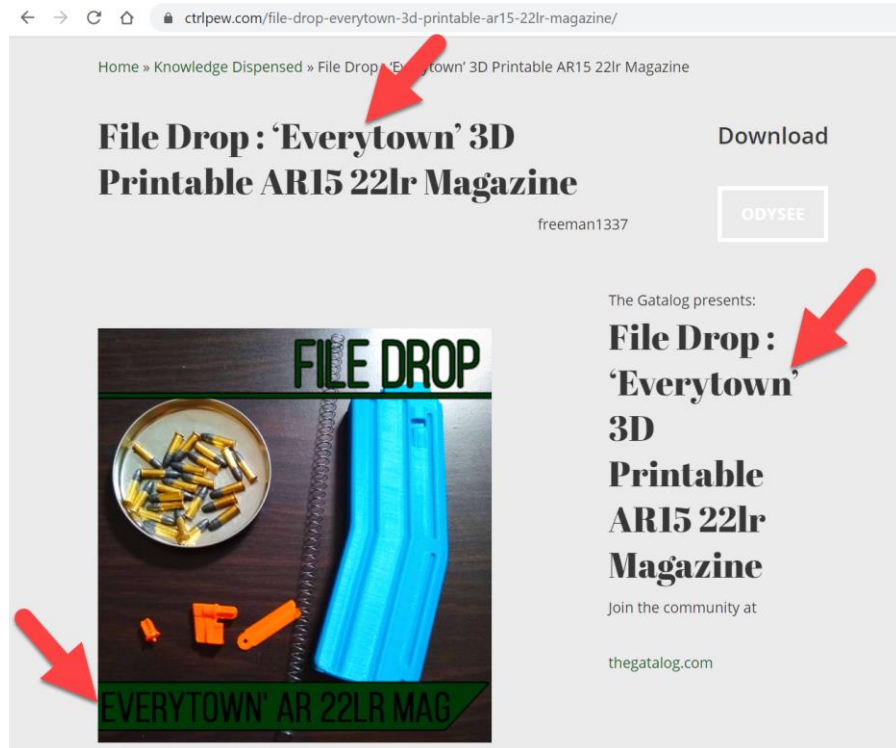 ctrlpew.com/file-drop-everytown-3d-printable-ar15-22lr-magazine/
Home » Knowledge Dispensed » File Drop : ‘Everytown’ 3D Printable AR15 22lr Magazine
File Drop : ‘Everytown’ 3D
Printable AR15 22lr Magazine
freeman1337
Download
ODYSEE
The Gatalog presents:
File Drop :
‘Everytown’
3D
Printable
AR15 22lr
Magazine
Join the community at
thegatalog.com
FILE DROP
EVERYTOWN' AR 22LR MAG